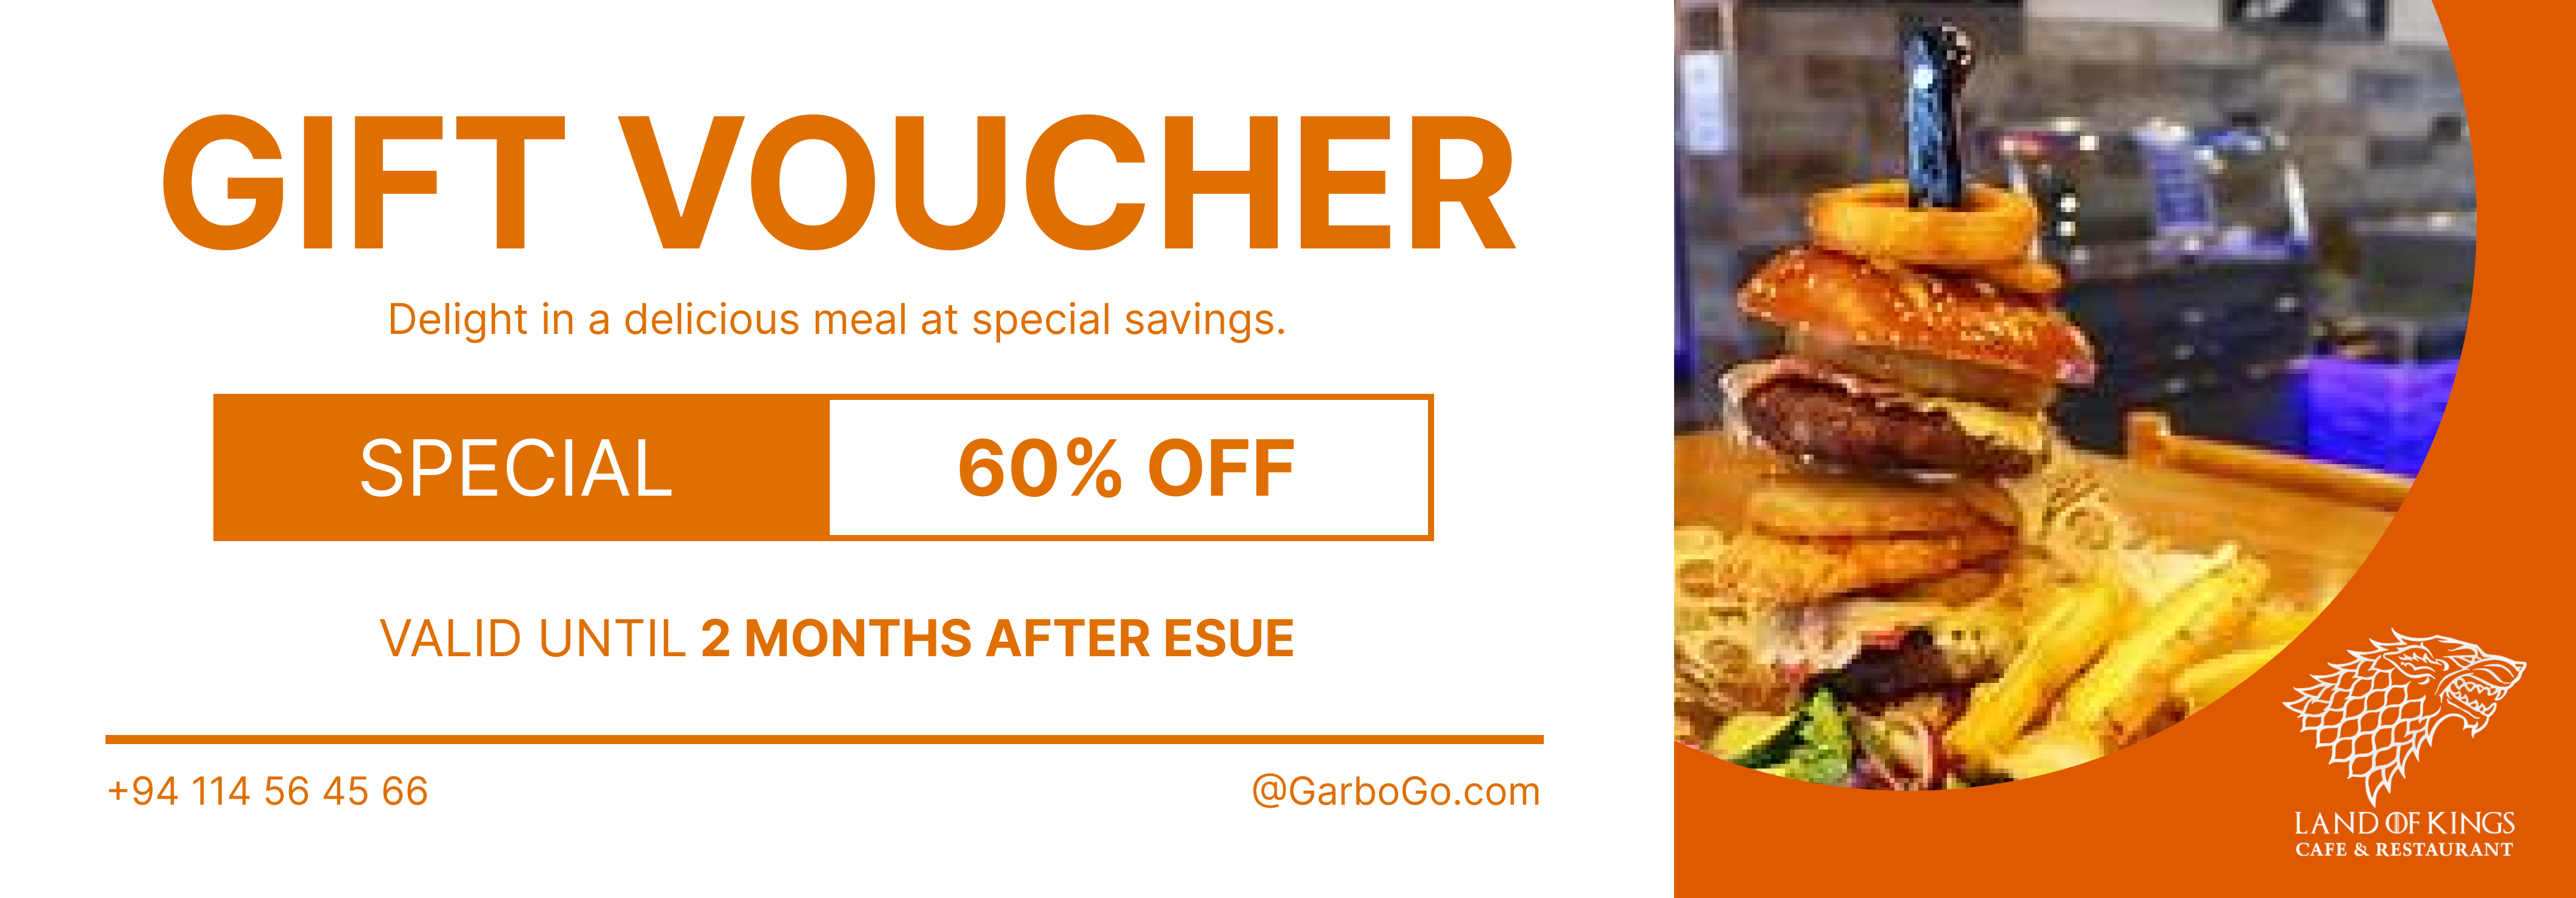 GIFT VOUCHER
Delight in a delicious meal at special savings.
SPECIAL
60% OFF
VALID UNTIL 2 MONTHS AFTER ESUE
+94 114 56 45 66
@GarboGo.com
LAND OF KINGS
CAFE & RESTAURANT